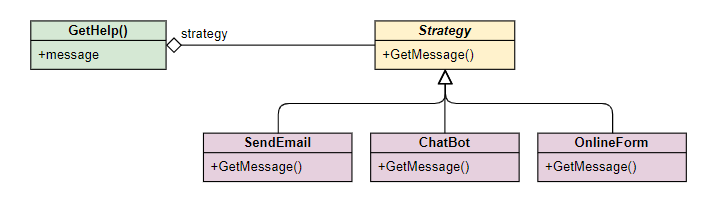 GetHelp()
+message
strategy
Strategy
+GetMessage()
SendEmail
+GetMessage()
ChatBot
+GetMessage()
OnlineForm
+GetMessage()